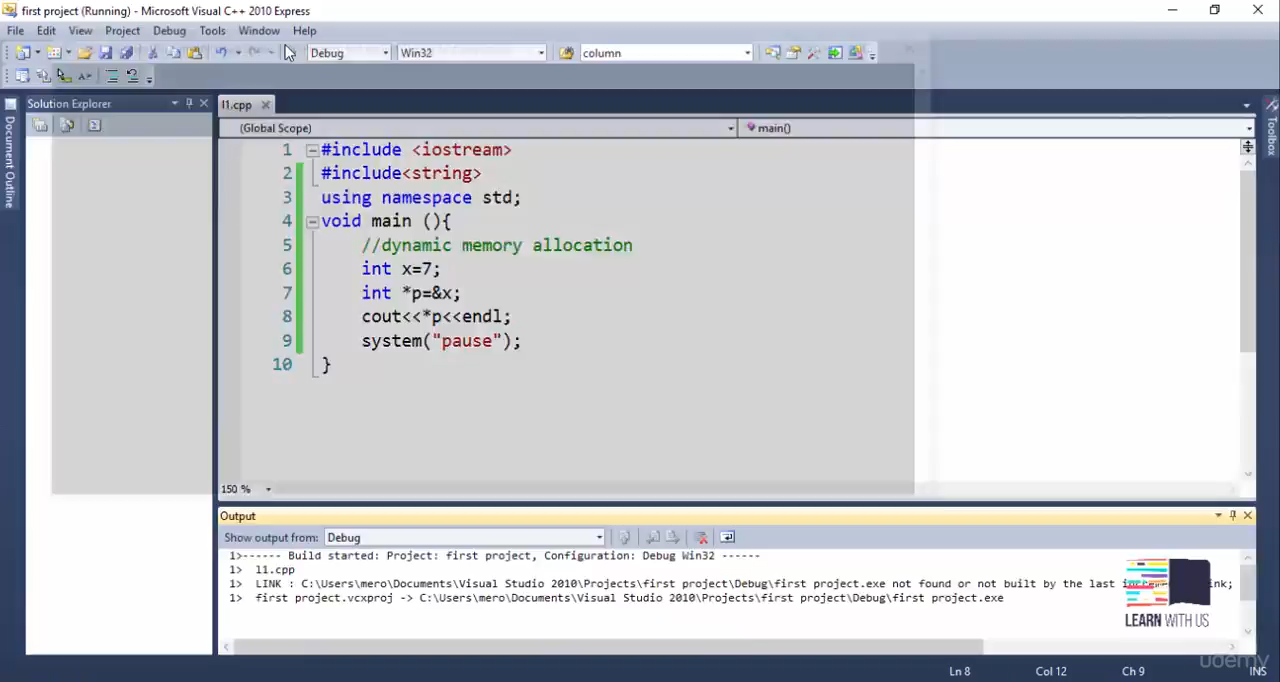 first project (Running) - Microsoft Visual C++ 2010 Express
File Edit View Project Debug Tools Window Help
Debug Win32 column
Solution Explorer
l1.cpp
Document Outline
Toolbox
(Global Scope) main()
1 #include <iostream>
2 #include<string>
3 using namespace std;
4 void main (){
5 //dynamic memory allocation
6 int x=7;
7 int *p=&x;
8 cout<<*p<<endl;
9 system("pause");
10 }
150 %
Output
Show output from: Debug
1>------ Build started: Project: first project, Configuration: Debug Win32 ------
1> l1.cpp
1> LINK : C:\Users\mero\Documents\Visual Studio 2010\Projects\first project\Debug\first project.exe not found or not built by the last
1> first project.vcxproj -> \Documents\Visual Studio 2010\Projects\first project\Debug\first project.exe
LEARN WITH US
udemy
Ln 8 Col 12 Ch 9 INS